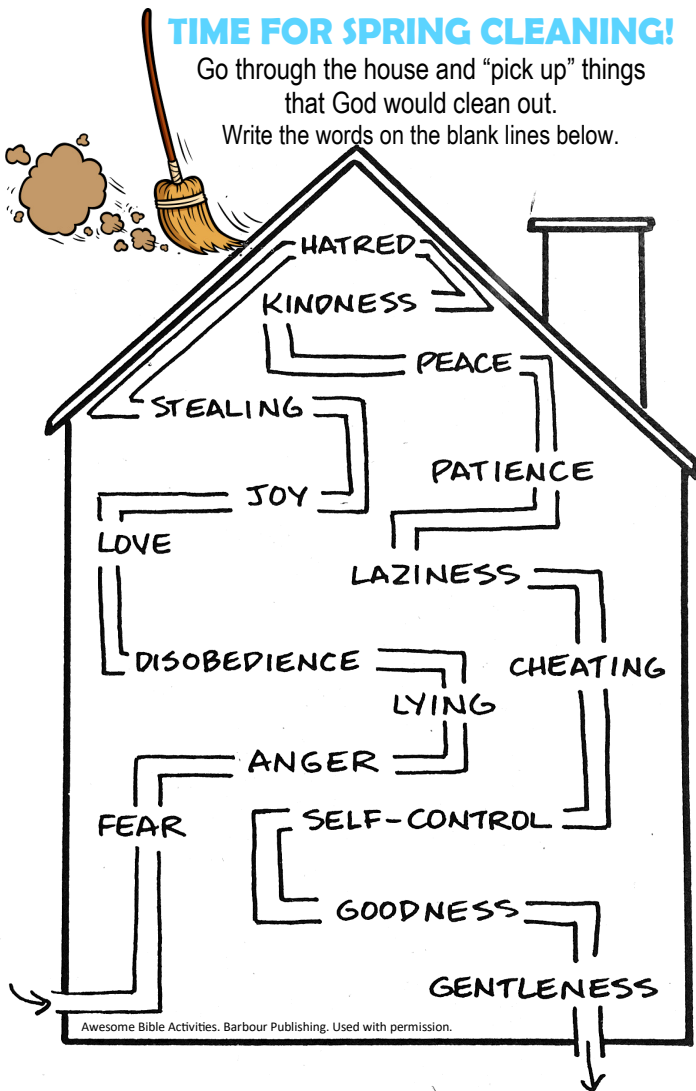 TIME FOR SPRING CLEANING!
Go through the house and “pick up” things
that God would clean out.
Write the words on the blank lines below.
HATRED
KINDNESS
PEACE
STEALING
PATIENCE
JOY
LOVE
LAZINESS
DISOBEDIENCE
CHEATING
LYING
ANGER
SELF-CONTROL
FEAR
GOODNESS
GENTLENESS
Awesome Bible Activities. Barbour Publishing. Used with permission.